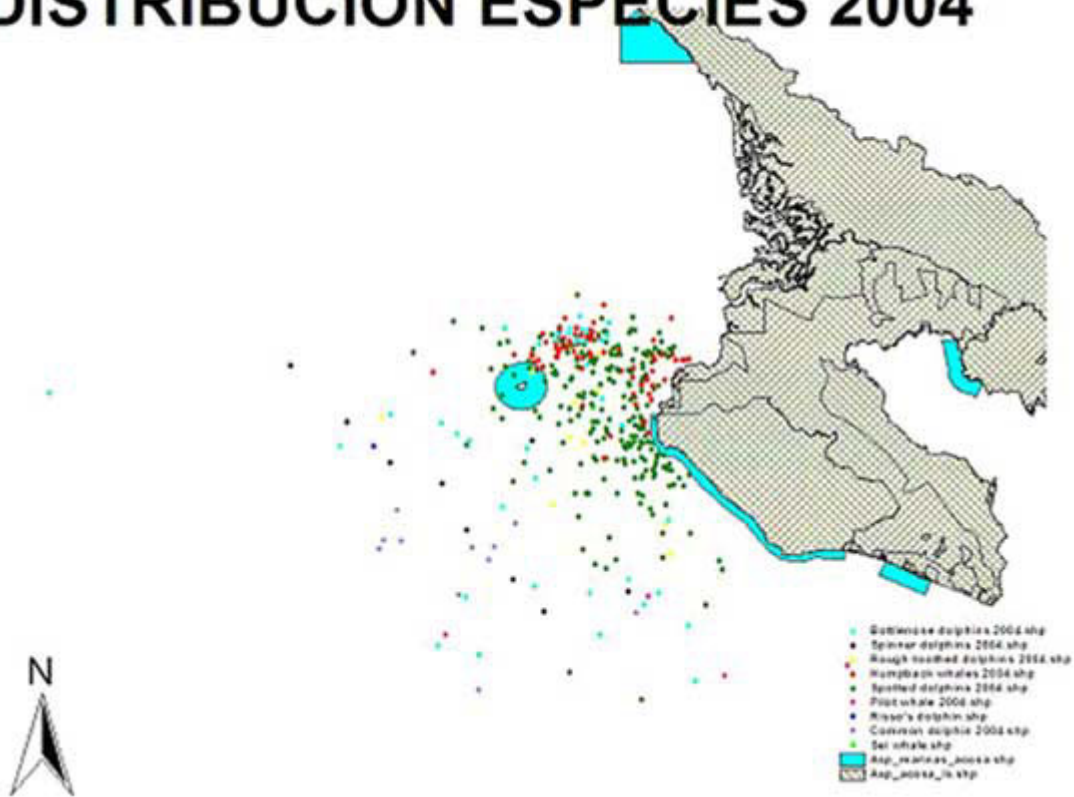 DISTRIBUCION ESPECIES 2004
N
Bottlenose dolphins 2004.shp
Spinner dolphins 2004.shp
Rough toothed dolphins 2004.shp
Humpback whales 2004.shp
Spotted dolphins 2004.shp
Pilot whale 2004.shp
Risso's dolphin.shp
Common dolphin 2004.shp
Sei whale.shp
Asp_marinas_acosa.shp
Asp_acosa_ls.shp